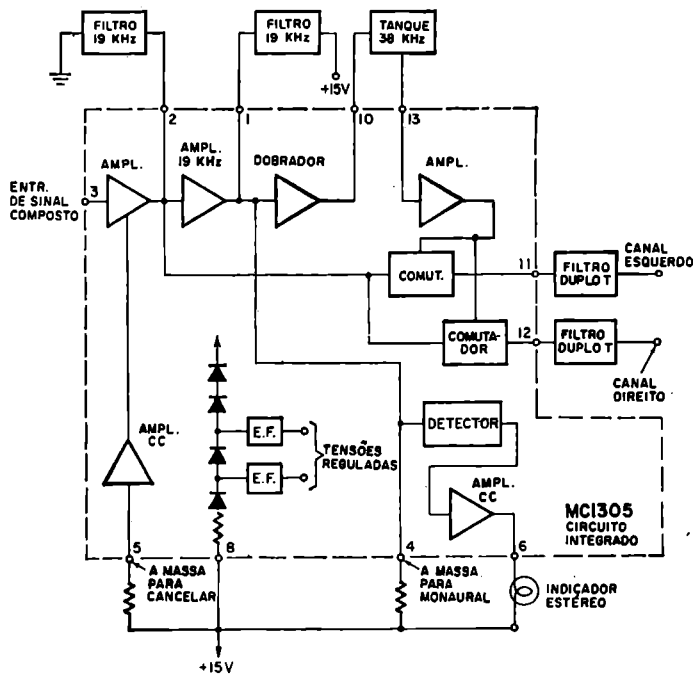 FILTRO
19 KHz
FILTRO
19 KHz
TANQUE
38 KHz
+15V
2
1
10
13
AMPL.
AMPL.
19 KHz
DOBRADOR
AMPL.
ENTR.
DE SINAL
COMPOSTO
3
COMUT.
11
FILTRO
DUPLO T
CANAL
ESQUERDO
COMUTA-
DOR
12
FILTRO
DUPLO T
CANAL
DIREITO
AMPL.
CC
E.F.
E.F.
TENSÕES
REGULADAS
DETECTOR
AMPL.
CC
MC1305
CIRCUITO
INTEGRADO
5
8
4
6
A MASSA
PARA
CANCELAR
A MASSA
PARA
MONAURAL
INDIÇADOR
ESTÉREO
+15V